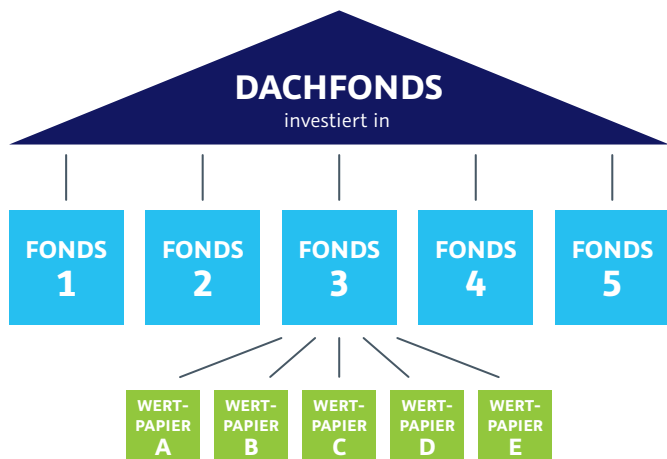 DACHFONDS
investiert in
FONDS
1
FONDS
2
FONDS
3
FONDS
4
FONDS
5
WERT-
PAPIER
A
WERT-
PAPIER
B
WERT-
PAPIER
C
WERT-
PAPIER
D
WERT-
PAPIER
E